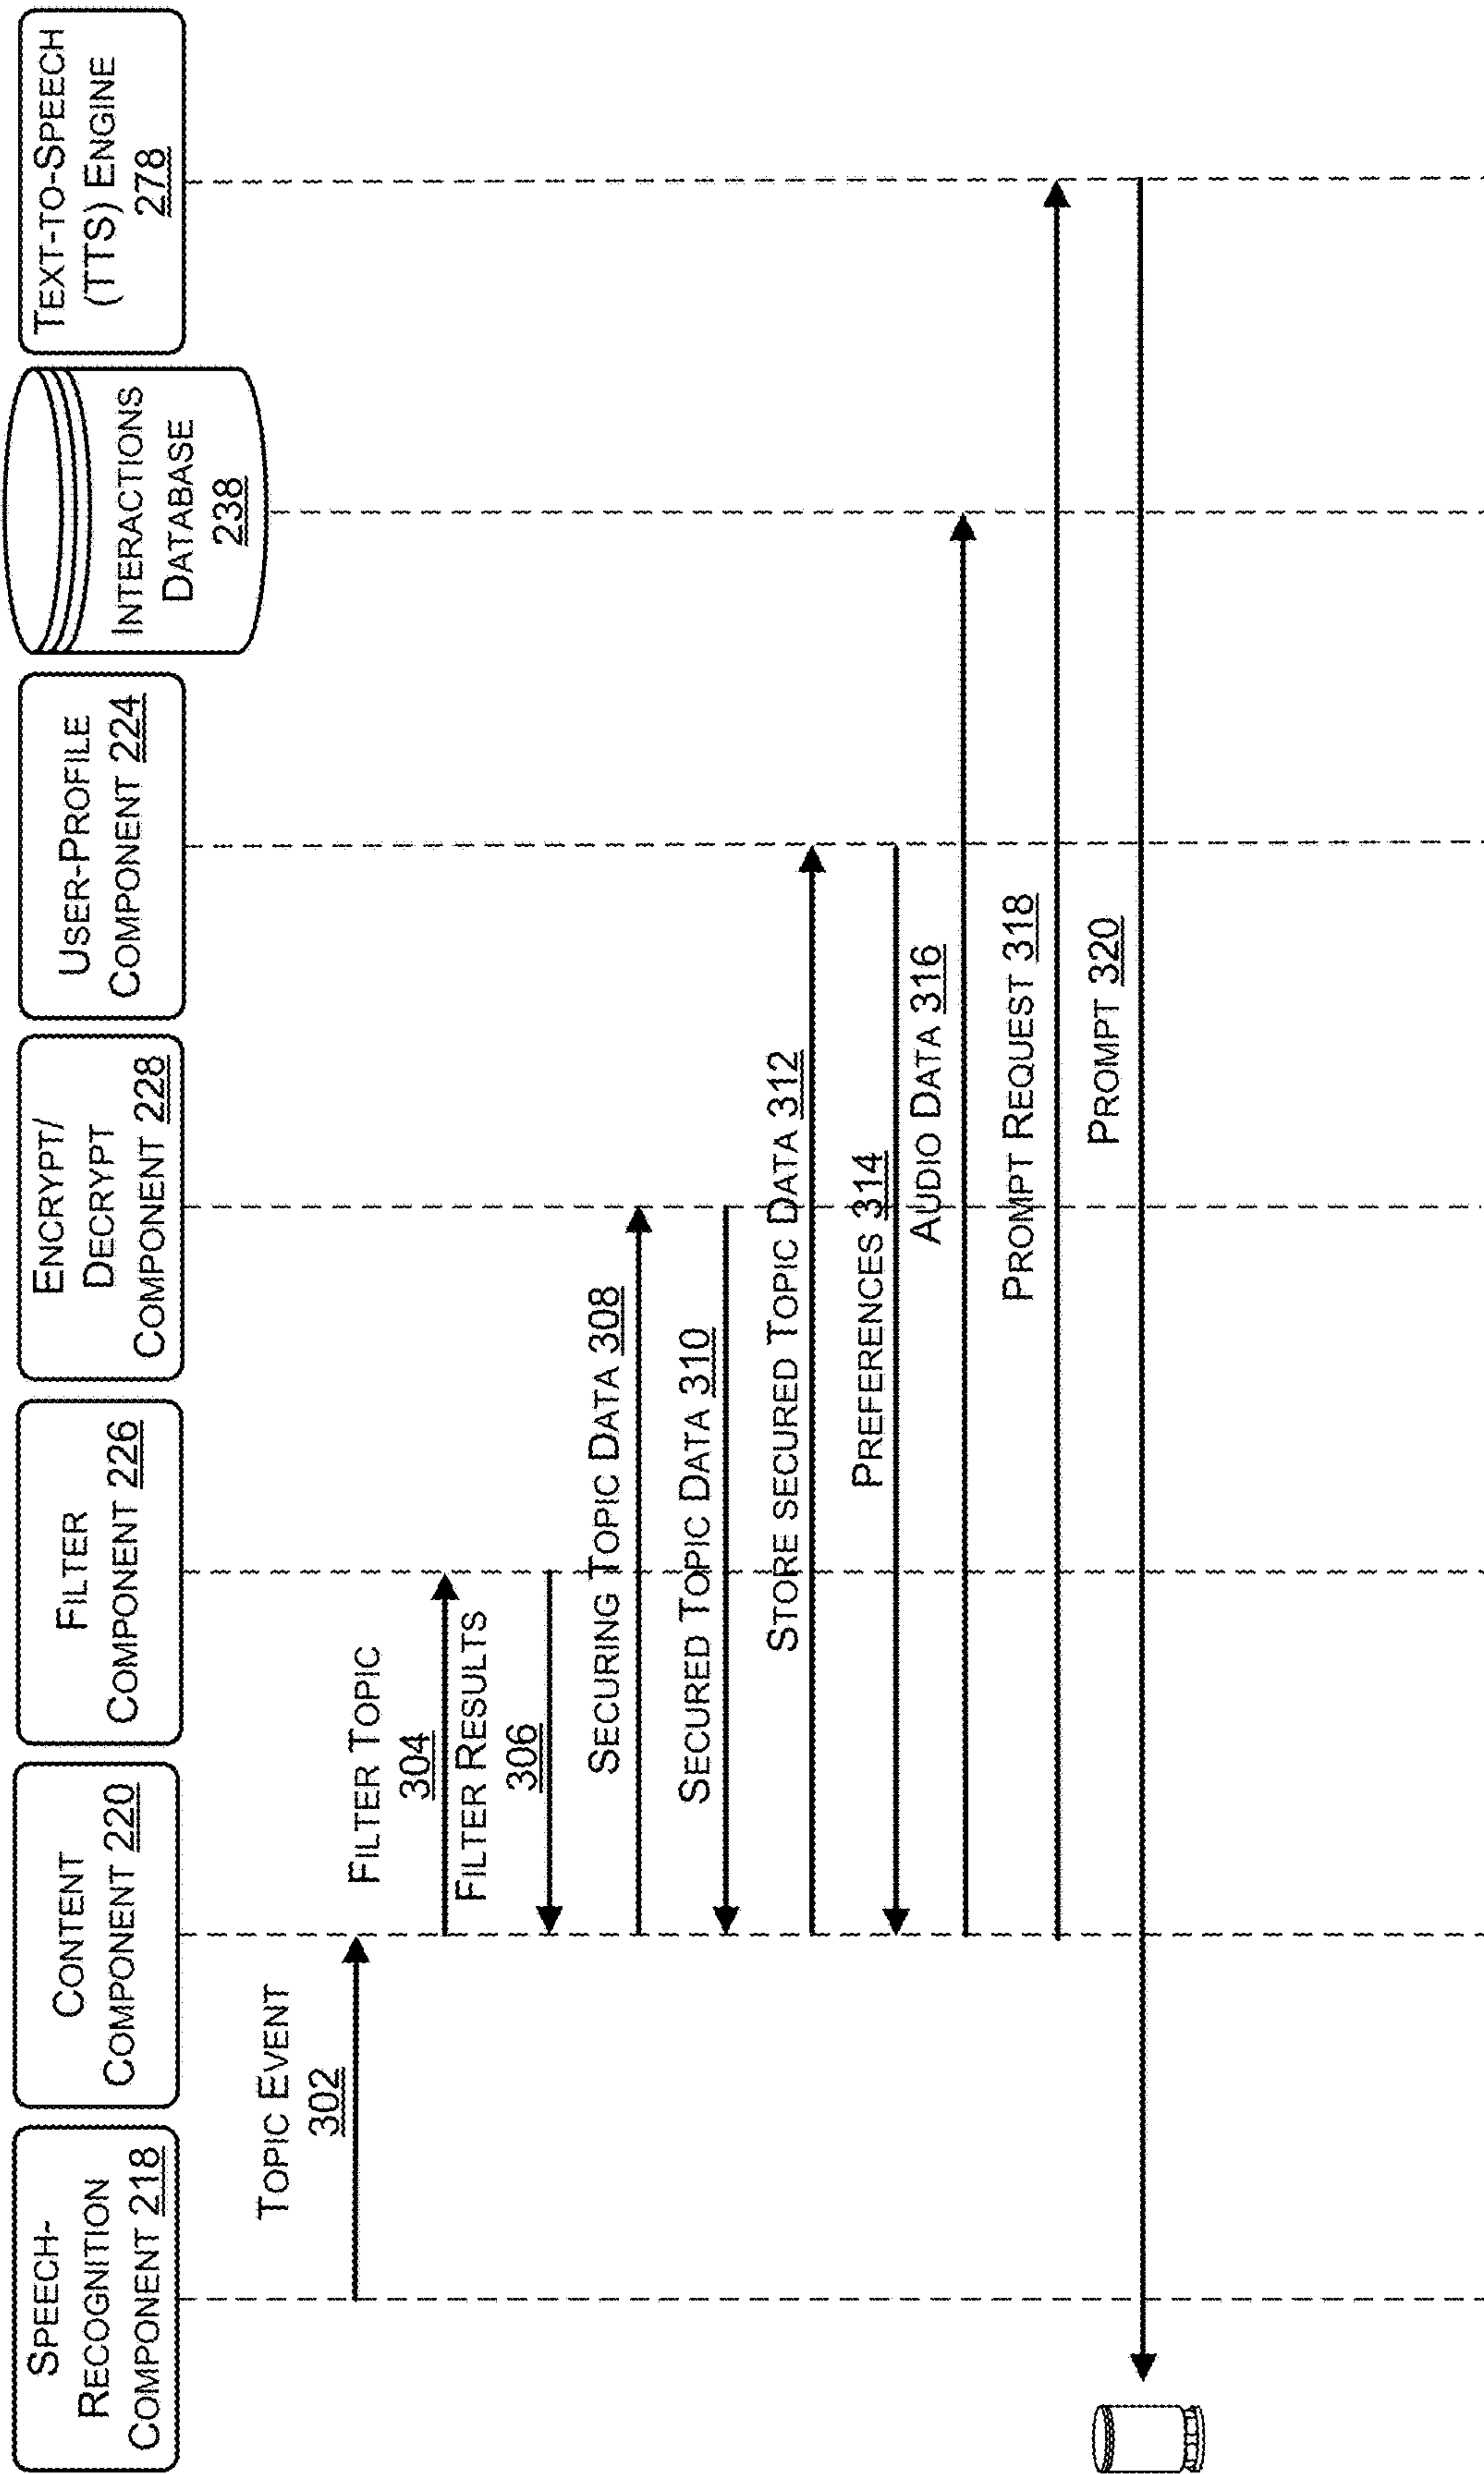 SPEECH-
RECOGNITION
COMPONENT 218
CONTENT
COMPONENT 220
FILTER
COMPONENT 226
ENCRYPT/
DECRYPT
COMPONENT 228
USER-PROFILE
COMPONENT 224
INTERACTIONS
DATABASE
238
TEXT-TO-SPEECH
(TTS) ENGINE
278
TOPIC EVENT
302
FILTER TOPIC
304
FILTER RESULTS
306
SECURING TOPIC DATA 308
SECURED TOPIC DATA 310
STORE SECURED TOPIC DATA 312
PREFERENCES 314
AUDIO DATA 316
PROMPT REQUEST 318
PROMPT 320